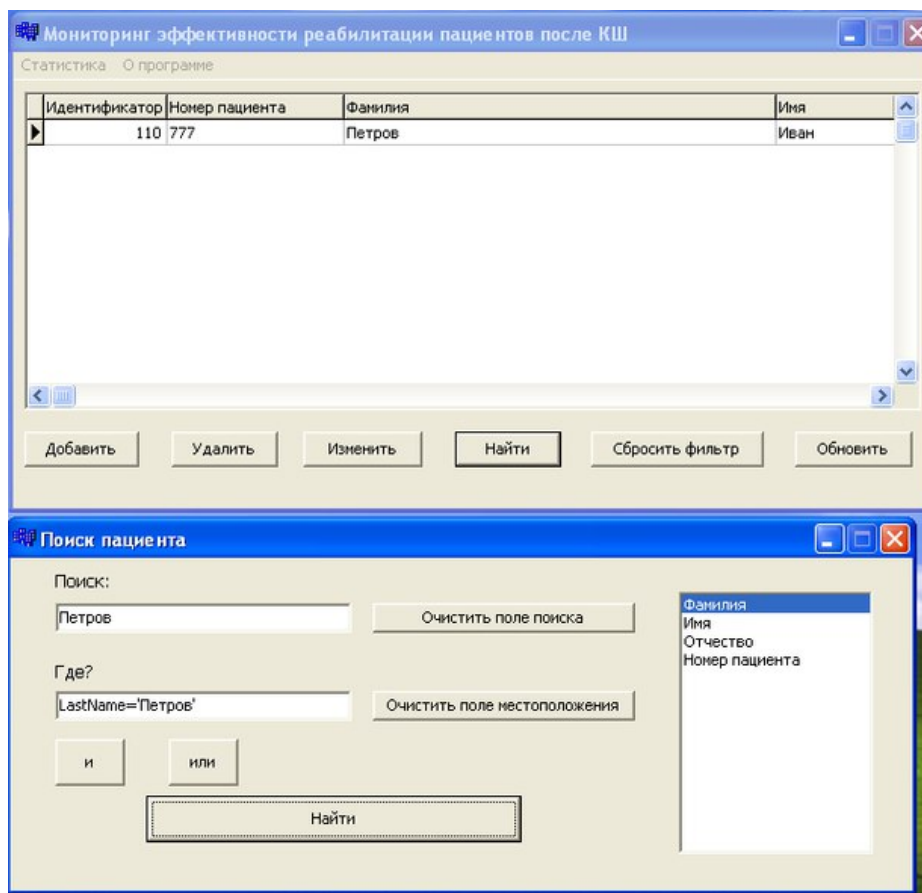 Мониторинг эффективности реабилитации пациентов после КШ
Статистика О программе
Идентификатор Номер пациента Фамилия Имя
110 777 Петров Иван
Добавить Удалить Изменить Найти Сбросить фильтр Обновить
Поиск пациента
Поиск:
Петров Очистить поле поиска
Где?
LastName='Петров' Очистить поле местоположения
и или
Найти
Фамилия
Имя
Отчество
Номер пациента